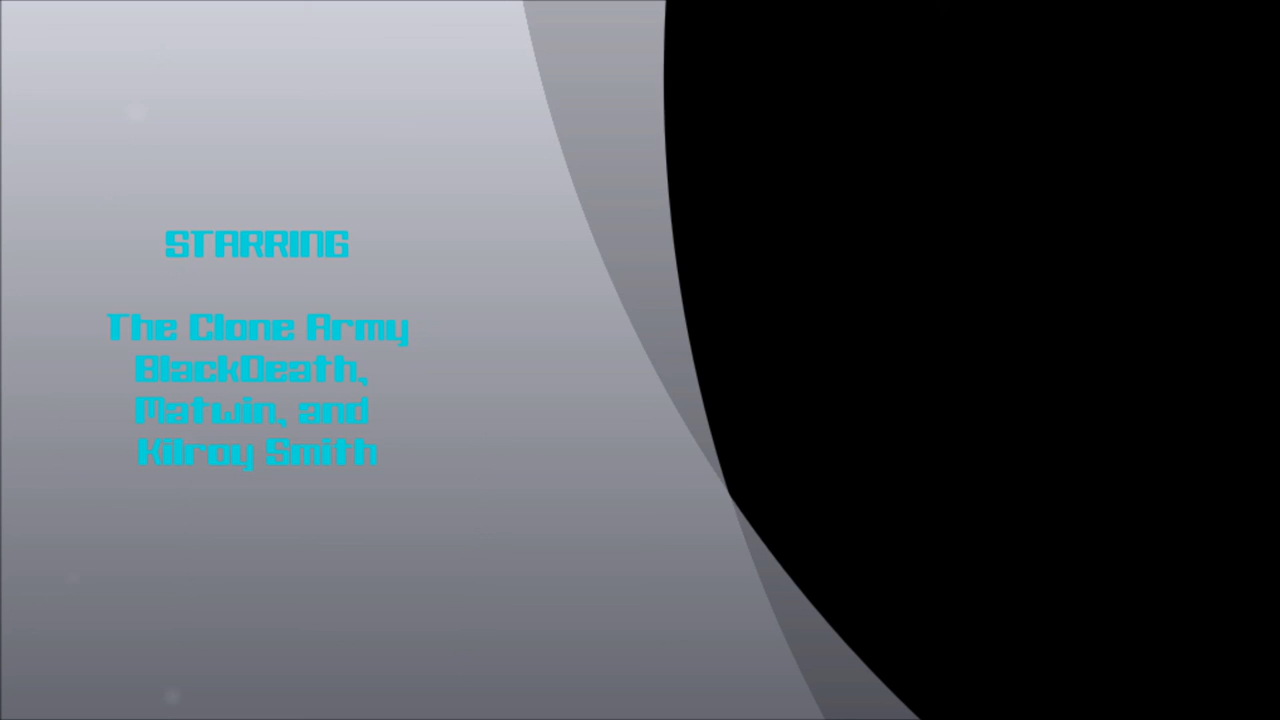 STARRING
The Clone Army
BlackDeath,
Matwin, and
Kilroy Smith